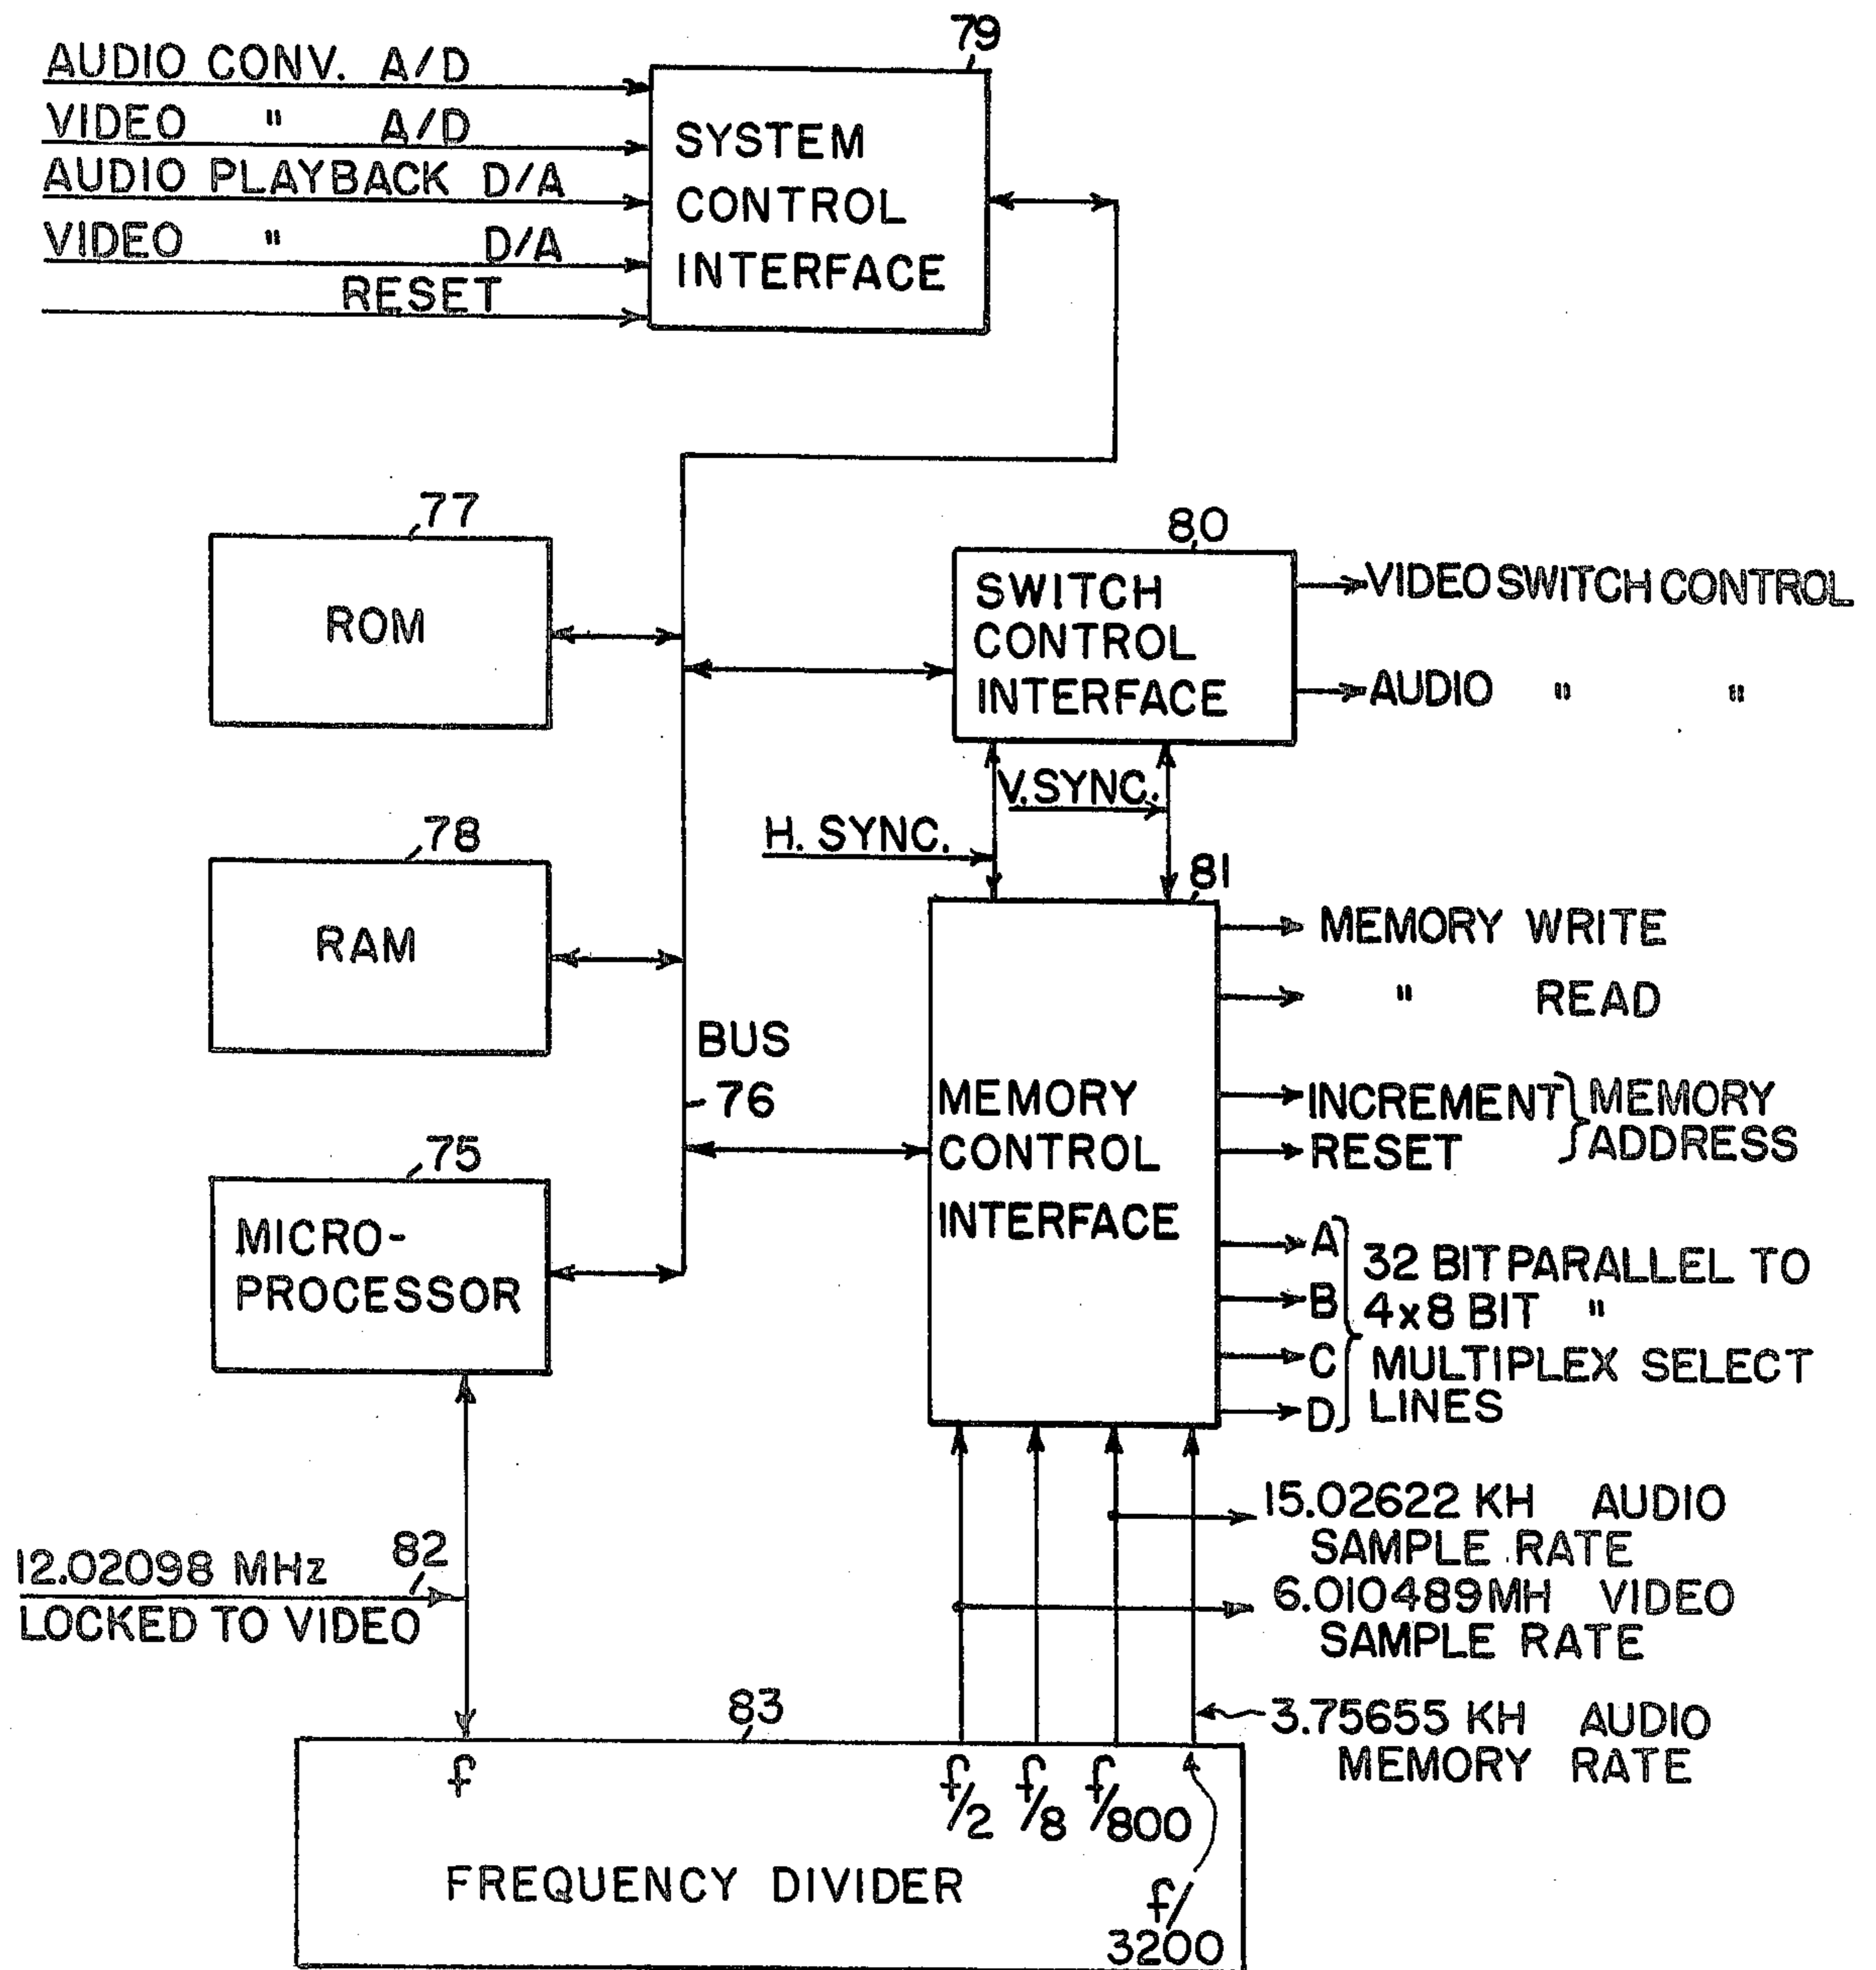 79
AUDIO CONV. A/D
VIDEO " A/D
AUDIO PLAYBACK D/A
VIDEO " D/A
RESET
SYSTEM
CONTROL
INTERFACE
77
ROM
80
SWITCH
CONTROL
INTERFACE
VIDEO SWITCH CONTROL
AUDIO " "
V.SYNC.
H. SYNC.
78
RAM
81
MEMORY WRITE
" READ
BUS
76
MEMORY
CONTROL
INTERFACE
INCREMENT
RESET
MEMORY
ADDRESS
75
MICRO-
PROCESSOR
A
B
C
D
32 BIT PARALLEL TO
4x8 BIT "
MULTIPLEX SELECT
LINES
15.02622 KH AUDIO
SAMPLE RATE
6.010489MH VIDEO
SAMPLE RATE
3.75655 KH AUDIO
MEMORY RATE
12.02098 MHz
LOCKED TO VIDEO
82
83
f
f/2 f/8 f/800
f/
3200
FREQUENCY DIVIDER